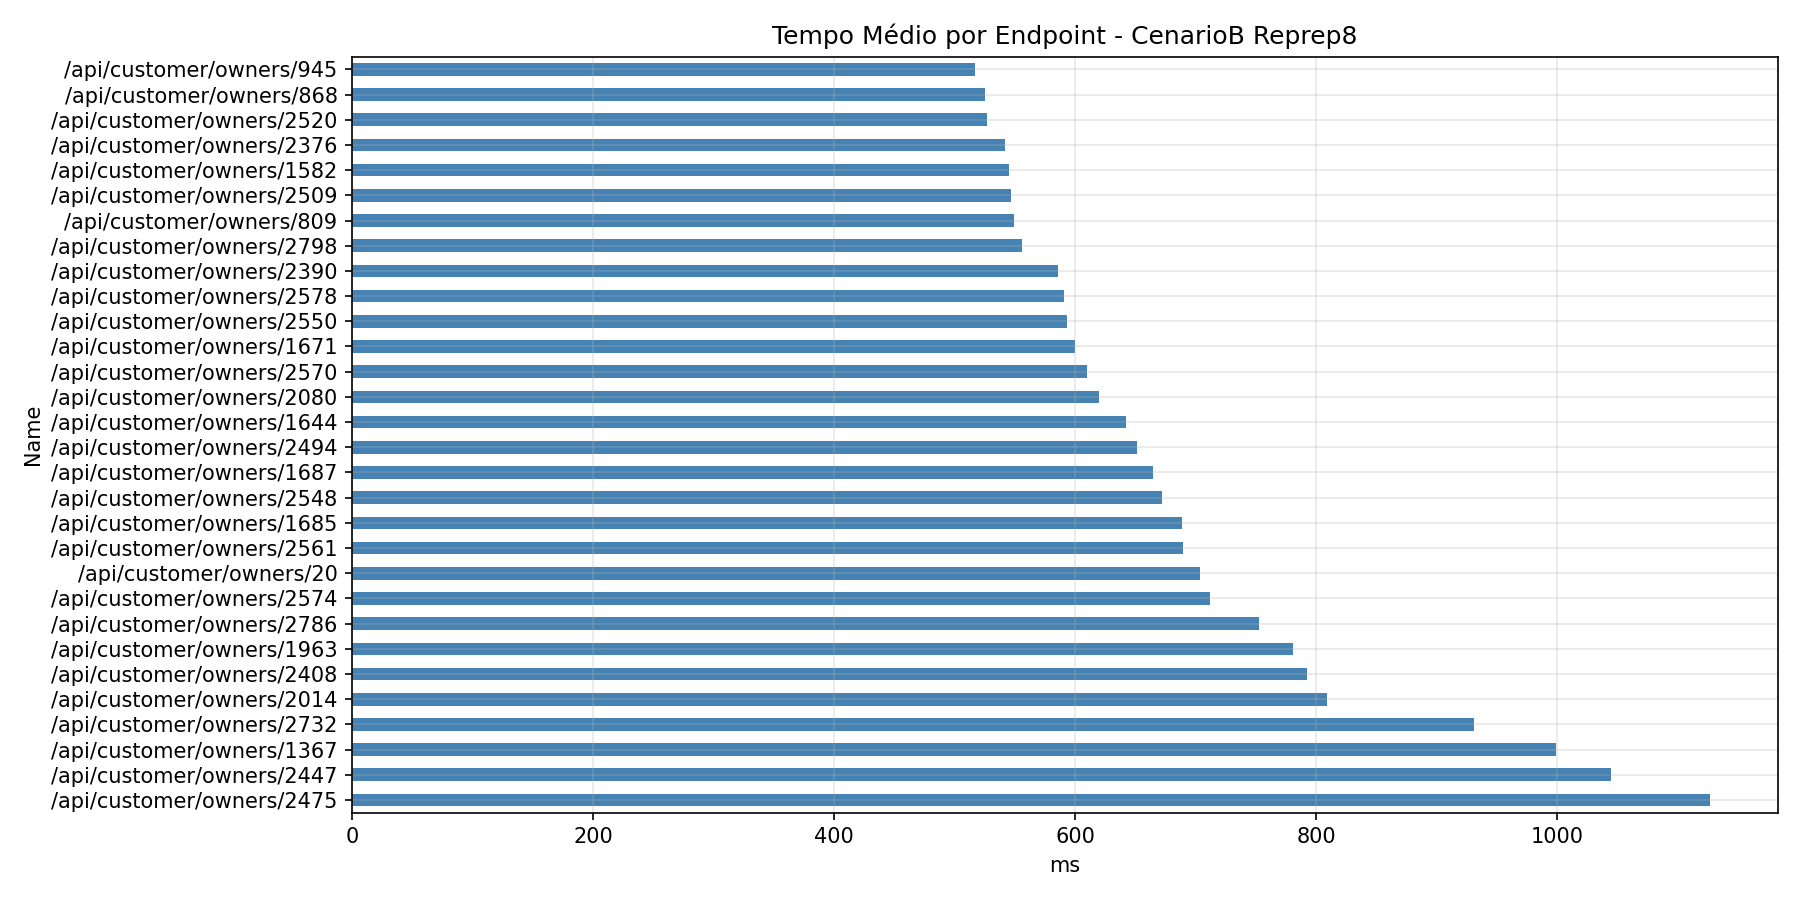 Tempo Médio por Endpoint - CenarioB Reprep8
/api/customer/owners/945
/api/customer/owners/868
/api/customer/owners/2520
/api/customer/owners/2376
/api/customer/owners/1582
/api/customer/owners/2509
/api/customer/owners/809
/api/customer/owners/2798
/api/customer/owners/2390
/api/customer/owners/2578
/api/customer/owners/2550
/api/customer/owners/1671
/api/customer/owners/2570
/api/customer/owners/2080
/api/customer/owners/1644
/api/customer/owners/2494
/api/customer/owners/1687
/api/customer/owners/2548
/api/customer/owners/1685
/api/customer/owners/2561
/api/customer/owners/20
/api/customer/owners/2574
/api/customer/owners/2786
/api/customer/owners/1963
/api/customer/owners/2408
/api/customer/owners/2014
/api/customer/owners/2732
/api/customer/owners/1367
/api/customer/owners/2447
/api/customer/owners/2475
Name
0 200 400 600 800 1000
ms